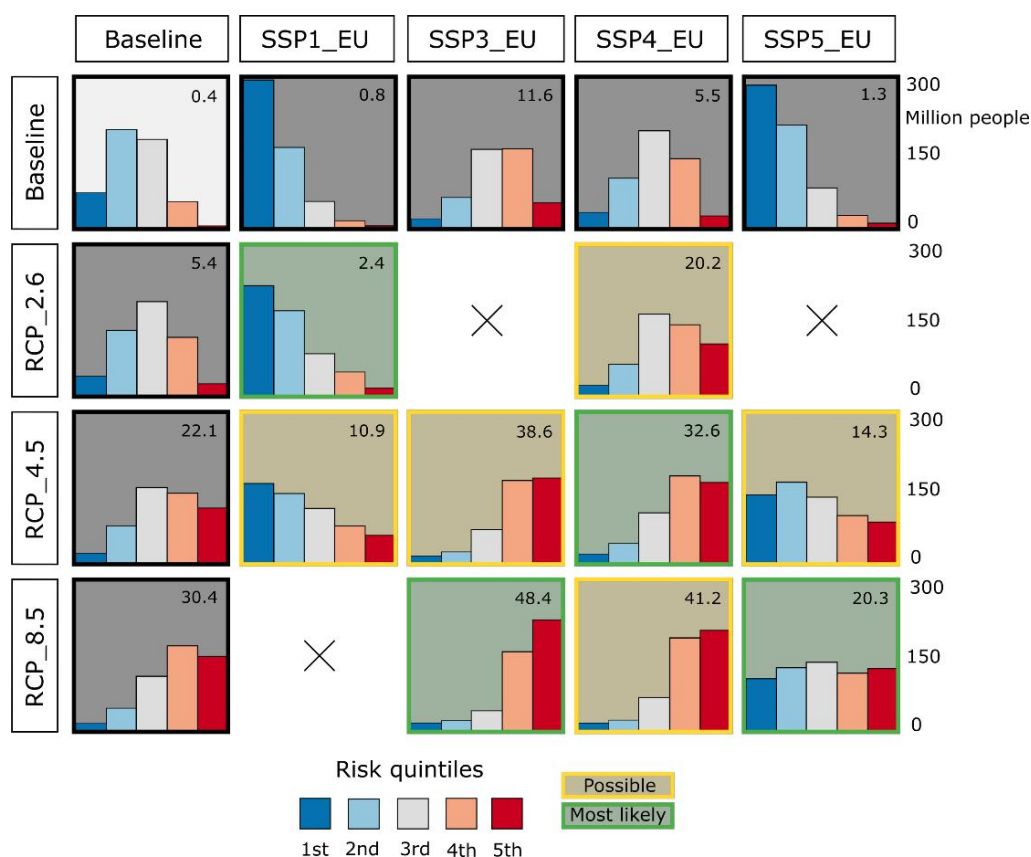 Baseline SSP1_EU SSP3_EU SSP4_EU SSP5_EU
Baseline 0.4 0.8 11.6 5.5 1.3 300
Million people
150
0
RCP_2.6 5.4 2.4 20.2 300
150
0
RCP_4.5 22.1 10.9 38.6 32.6 14.3 300
150
0
RCP_8.5 30.4 48.4 41.2 20.3 300
150
0
Risk quintiles
1st 2nd 3rd 4th 5th
Possible
Most likely